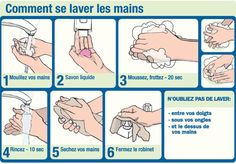 Comment se laver les mains
1 Mouillez vos mains
2 Savon liquide
3 Moussez, frottez - 20 sec
4 Rincez - 10 sec
5 Séchez vos mains
6 Fermez le robinet
N'OUBLIEZ PAS DE LAVER:
- entre vos doigts
- sous vos ongles
- et le dessus de
vos mains